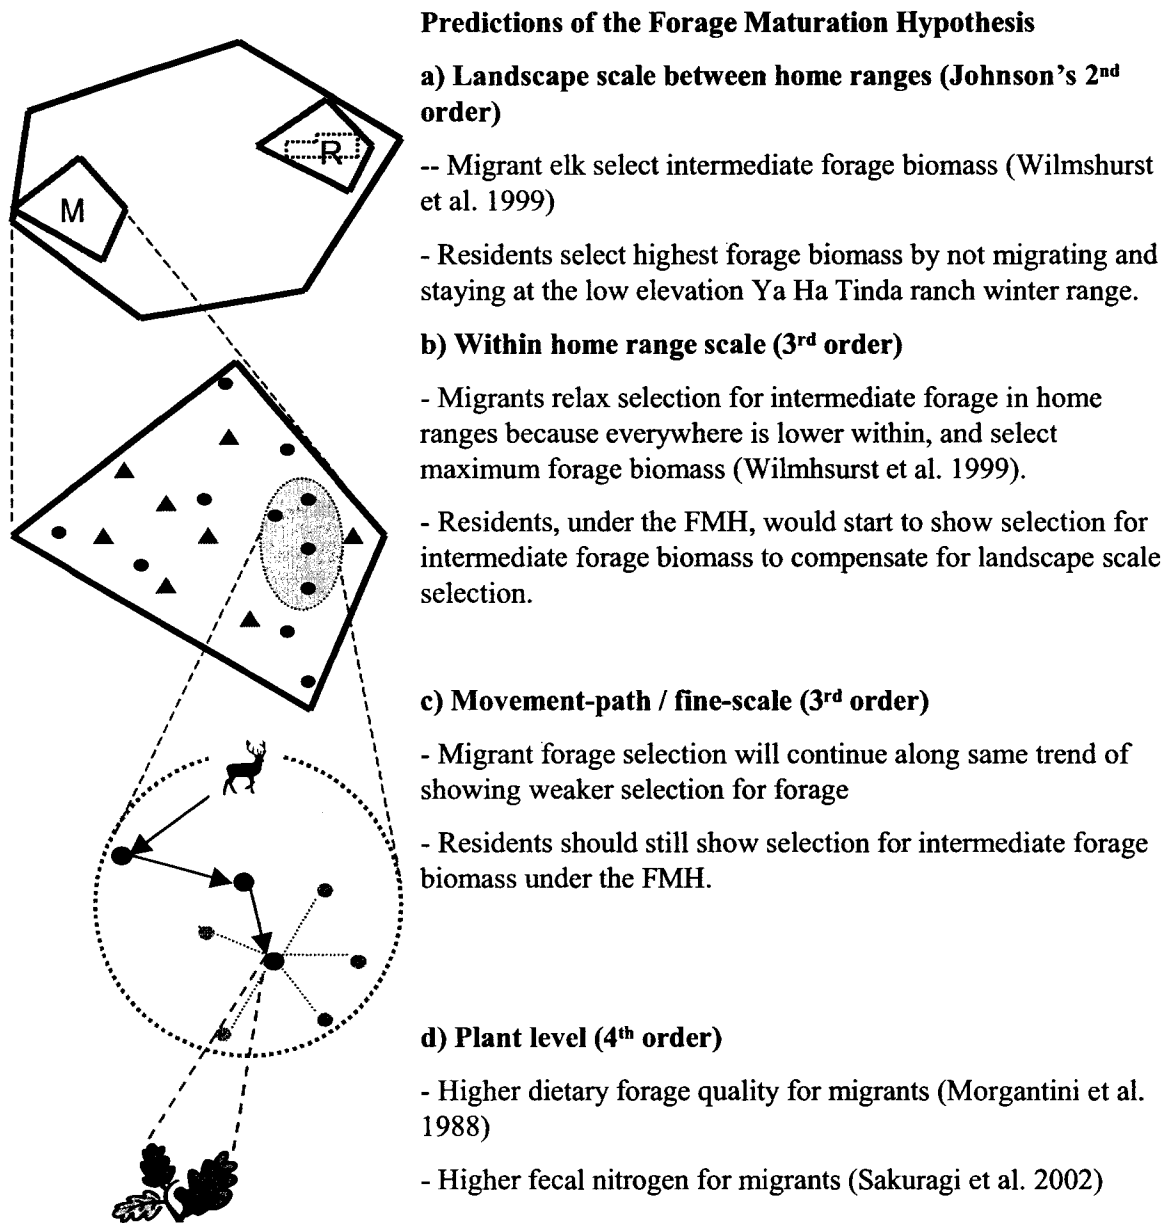 Predictions of the Forage Maturation Hypothesis
a) Landscape scale between home ranges (Johnson's 2nd
order)
R
-- Migrant elk select intermediate forage biomass (Wilmshurst
et al. 1999)
M
- Residents select highest forage biomass by not migrating and
staying at the low elevation Ya Ha Tinda ranch winter range.
b) Within home range scale (3rd order)
- Migrants relax selection for intermediate forage in home
ranges because everywhere is lower within, and select
maximum forage biomass (Wilmhsurst et al. 1999).
- Residents, under the FMH, would start to show selection for
intermediate forage biomass to compensate for landscape scale
selection.
c) Movement-path / fine-scale (3rd order)
- Migrant forage selection will continue along same trend of
showing weaker selection for forage
- Residents should still show selection for intermediate forage
biomass under the FMH.
d) Plant level (4th order)
- Higher dietary forage quality for migrants (Morgantini et al.
1988)
- Higher fecal nitrogen for migrants (Sakuragi et al. 2002)